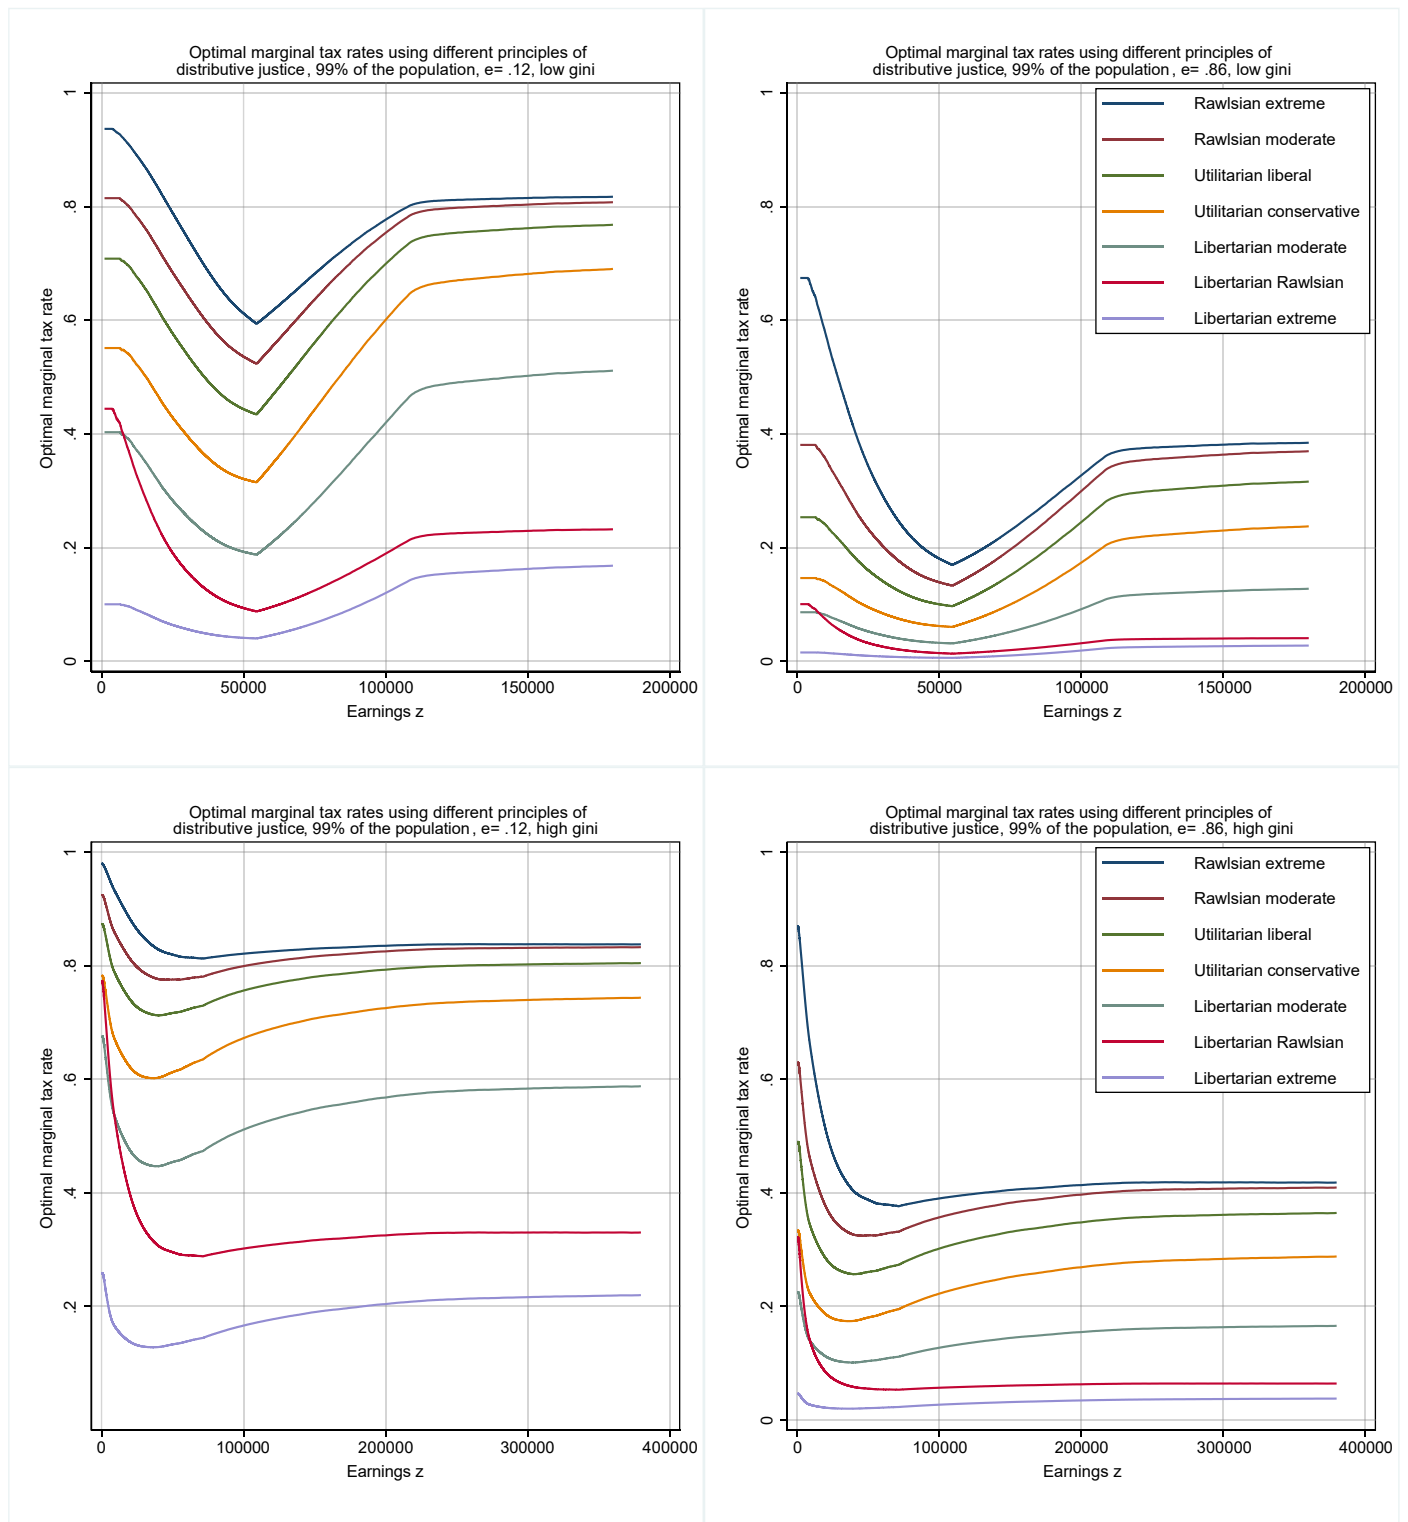 Optimal marginal tax rates using different principles of
distributive justice, 99% of the population, e= .12, low gini
1
.8
.6
.4
.2
0
Optimal marginal tax rate
0
50000
100000
150000
200000
Earnings z
Optimal marginal tax rates using different principles of
distributive justice, 99% of the population, e= .86, low gini
1
.8
.6
.4
.2
0
Optimal marginal tax rate
Rawlsian extreme
Rawlsian moderate
Utilitarian liberal
Utilitarian conservative
Libertarian moderate
Libertarian Rawlsian
Libertarian extreme
0
50000
100000
150000
200000
Earnings z
Optimal marginal tax rates using different principles of
distributive justice, 99% of the population, e= .12, high gini
1
.8
.6
.4
.2
Optimal marginal tax rate
0
100000
200000
300000
400000
Earnings z
Optimal marginal tax rates using different principles of
distributive justice, 99% of the population, e= .86, high gini
1
.8
.6
.4
.2
0
Optimal marginal tax rate
Rawlsian extreme
Rawlsian moderate
Utilitarian liberal
Utilitarian conservative
Libertarian moderate
Libertarian Rawlsian
Libertarian extreme
0
100000
200000
300000
400000
Earnings z